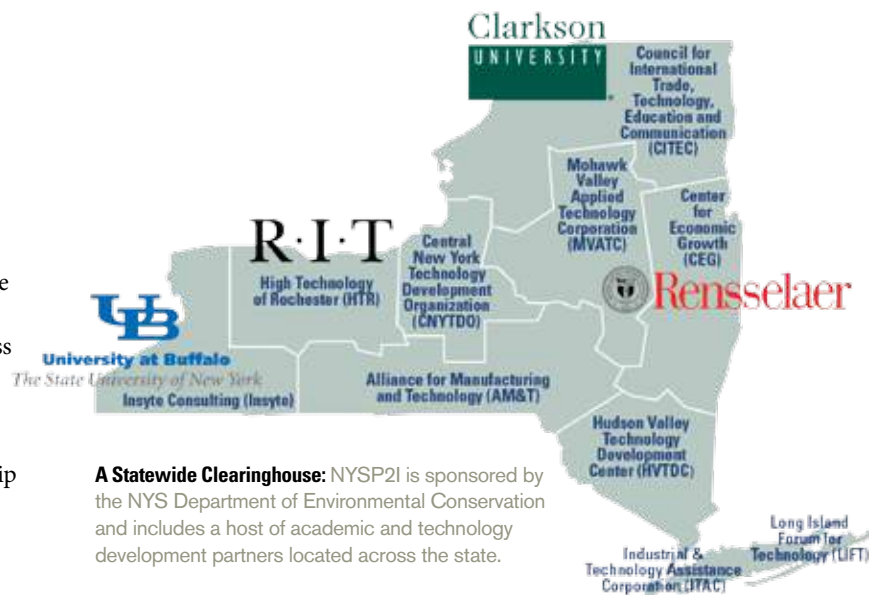 Clarkson
UNIVERSITY
Council for
International
Trade,
Technology,
Education and
Communication
(CITEC)
Mohawk
Valley
Applied
Technology
Corporation
(MVATC)
Center
for
Economic
Growth
(CEG)
R·I·T
High Technology
of Rochester (HTR)
Central
New York
Technology
Development
Organization
(CNYTDO)
Rensselaer
UB
University at Buffalo
The State University of New York
Insyte Consulting (Insyte)
Alliance for Manufacturing
and Technology (AM&T)
Hudson Valley
Technology
Development
Center (HVTDC)
A Statewide Clearinghouse: NYSP2I is sponsored by
the NYS Department of Environmental Conservation
and includes a host of academic and technology
development partners located across the state.
Long Island
Forum for
Technology (LIFT)
Industrial &
Technology Assistance
Corporation (ITAC)